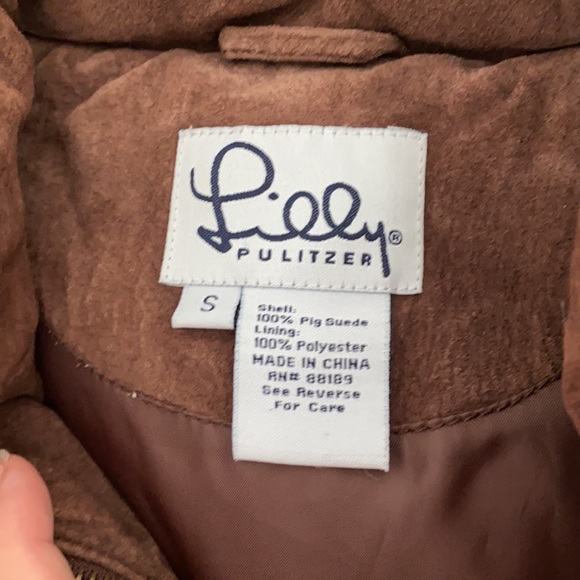 Lilly®
PULITZER
S
Shell:
100% Pig Suede
Lining:
100% Polyester
MADE IN CHINA
RN# 88189
See Reverse
For Care